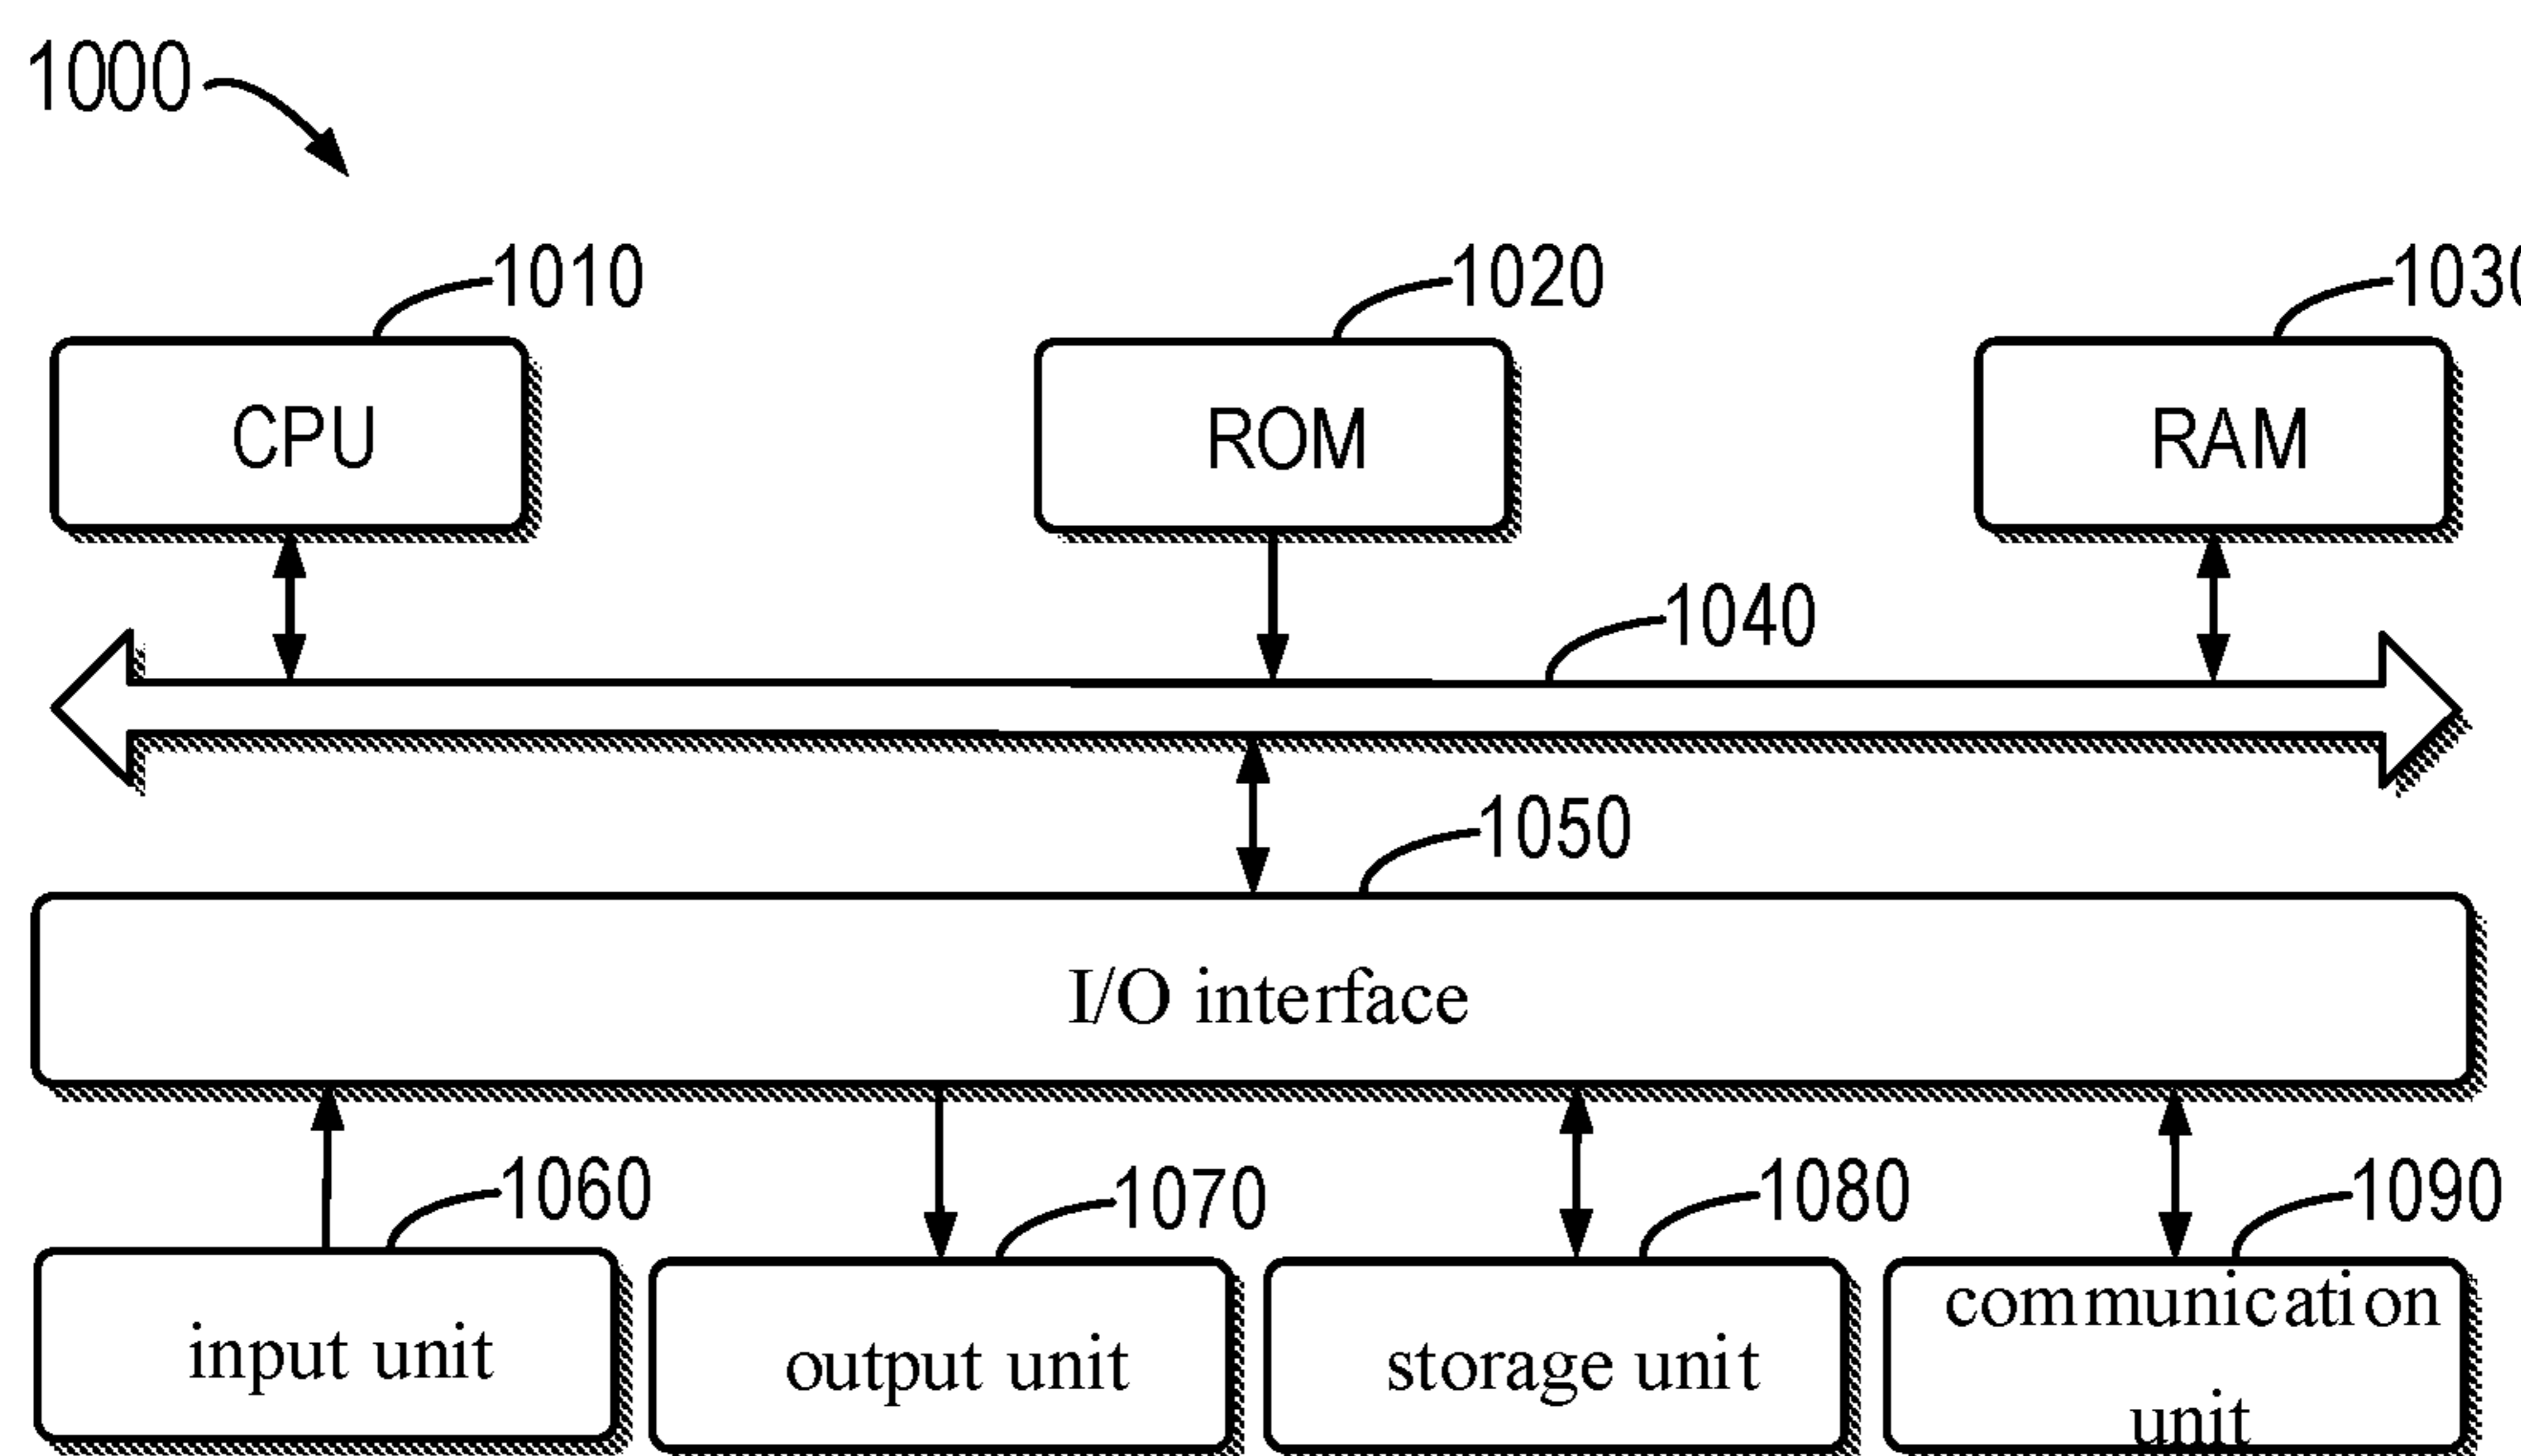 1000
1010
1020
1030
CPU
ROM
RAM
1040
1050
I/O interface
1060
1070
1080
1090
input unit
output unit
storage unit
communication
unit